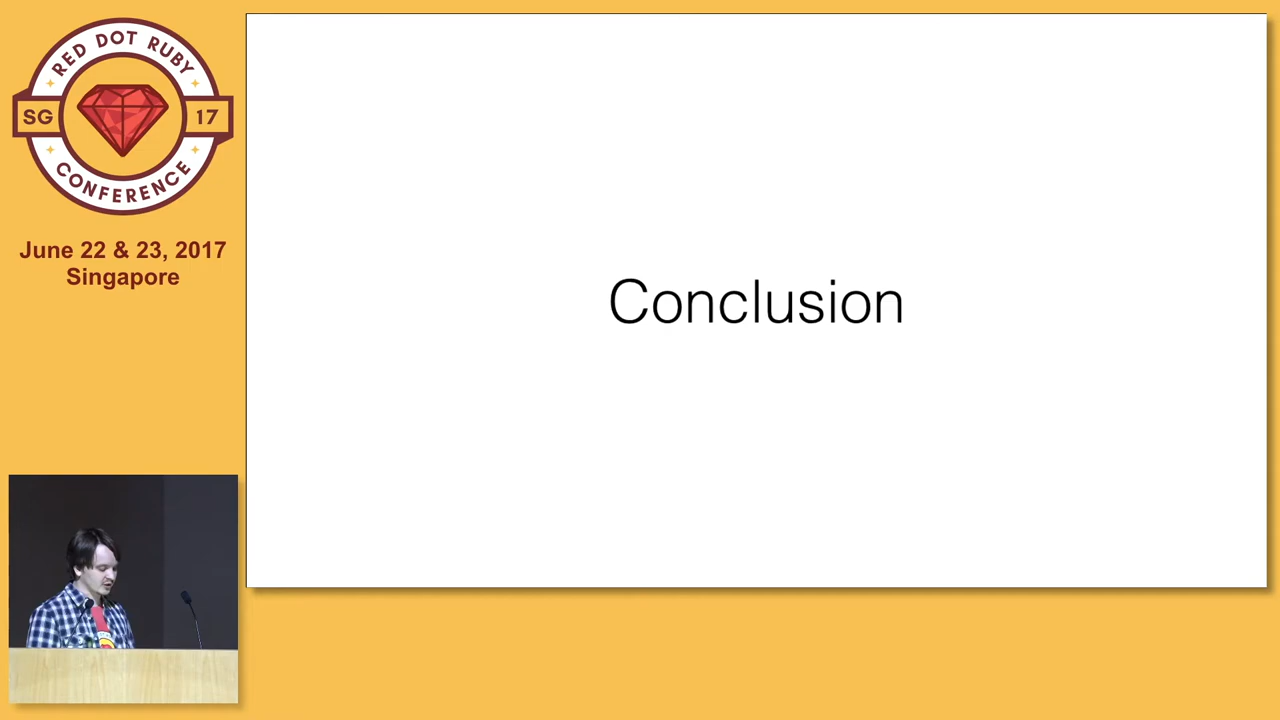 RED DOT RUBY
SG 17
CONFERENCE
June 22 & 23, 2017
Singapore
Conclusion